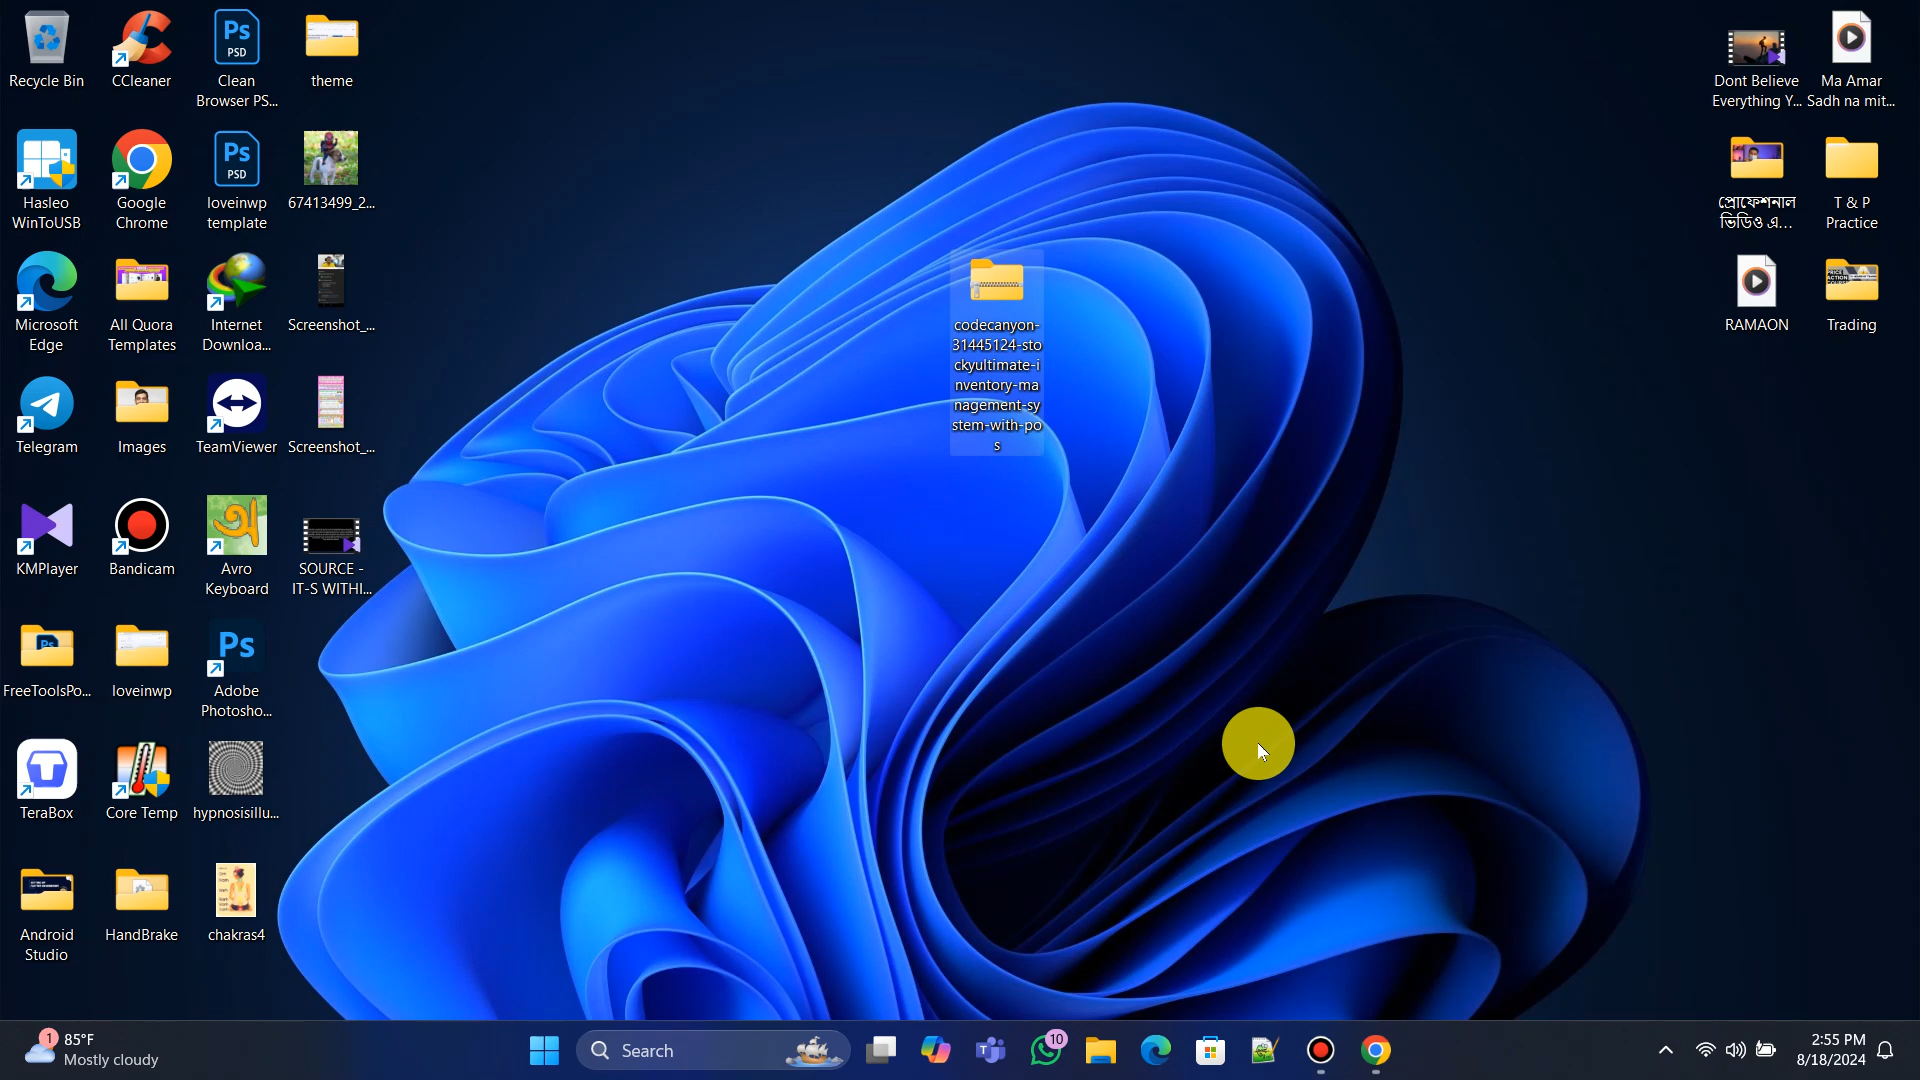 Recycle Bin
CCleaner
PSD
Clean
Browser PS...
theme
Hasleo
WinToUSB
Google
Chrome
PSD
loveinwp
template
67413499_2...
Microsoft
Edge
All Quora
Templates
Internet
Downloa...
Screenshot_...
Telegram
Images
TeamViewer
Screenshot_...
KMPlayer
Bandicam
Avro
Keyboard
SOURCE -
IT-S WITHI...
FreeToolsPo...
loveinwp
Ps
Adobe
Photosho...
TeraBox
Core Temp
hypnosisillu...
Android
Studio
HandBrake
chakras4
codecanyon-
31445124-sto
ckyultimate-i
nventory-ma
nagement-sy
stem-with-po
s
Dont Believe
Everything Y...
Ma Amar
Sadh na mit...
প্রোফেশনাল
ভিডিও এ...
T & P
Practice
RAMAON
Trading
1
85°F
Mostly cloudy
Search
10
2:55 PM
8/18/2024